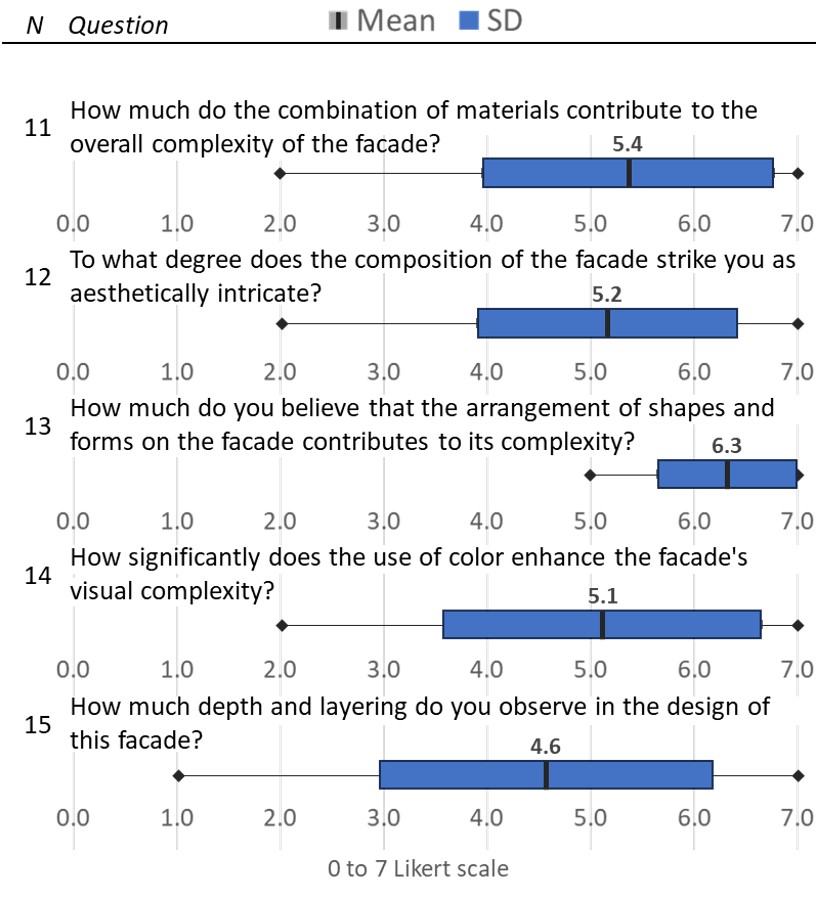 N Question Mean SD
11 How much do the combination of materials contribute to the
overall complexity of the facade?
5.4
0.0 1.0 2.0 3.0 4.0 5.0 6.0 7.0
12 To what degree does the composition of the facade strike you as
aesthetically intricate?
5.2
0.0 1.0 2.0 3.0 4.0 5.0 6.0 7.0
13 How much do you believe that the arrangement of shapes and
forms on the facade contributes to its complexity?
6.3
0.0 1.0 2.0 3.0 4.0 5.0 6.0 7.0
14 How significantly does the use of color enhance the facade's
visual complexity?
5.1
0.0 1.0 2.0 3.0 4.0 5.0 6.0 7.0
15 How much depth and layering do you observe in the design of
this facade?
4.6
0.0 1.0 2.0 3.0 4.0 5.0 6.0 7.0
0 to 7 Likert scale